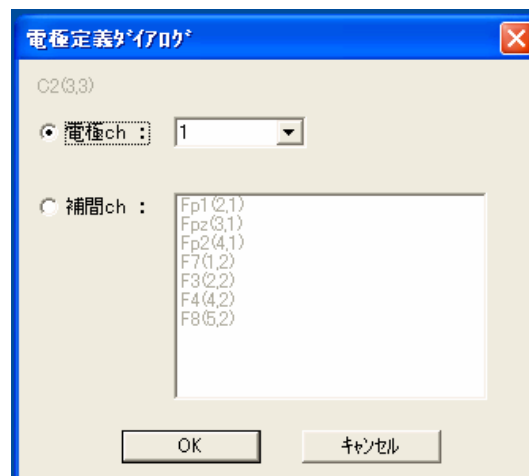 電極定義ﾀﾞｲｱﾛｸﾞ
C2(3,3)
電極ch :
1
補間ch :
Fp1(2,1)
Fpz(3,1)
Fp2(4,1)
F7(1,2)
F3(2,2)
F4(4,2)
F8(5,2)
OK
ｷｬﾝｾﾙ